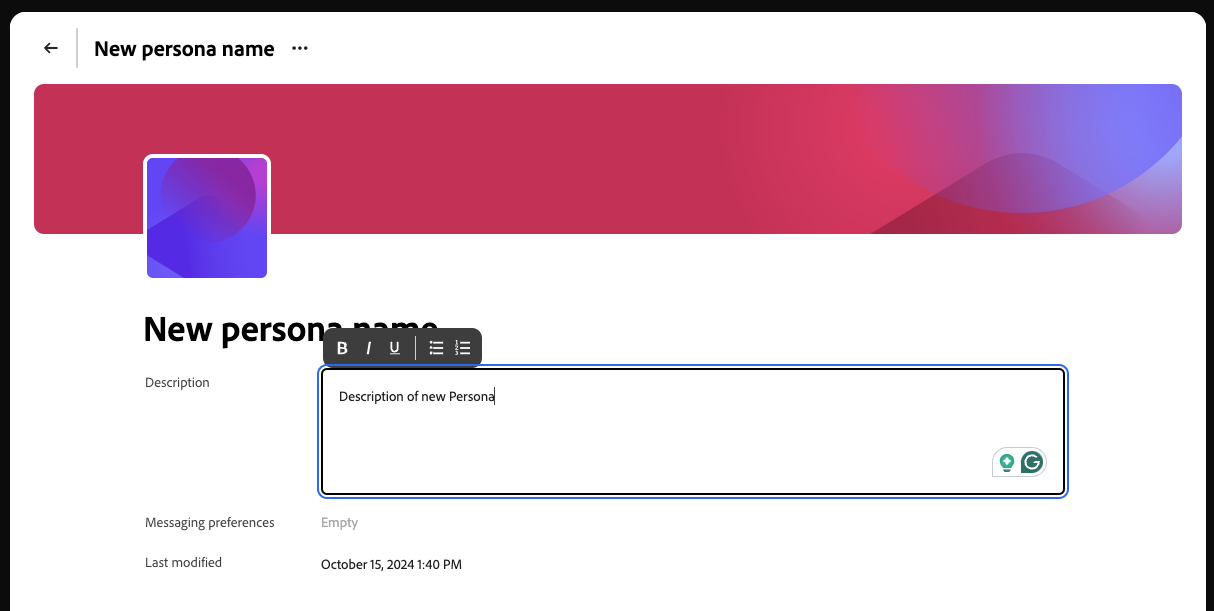 New persona name
New persona name
B I U
Description
Description of new Persona
Messaging preferences
Empty
Last modified
October 15, 2024 1:40 PM